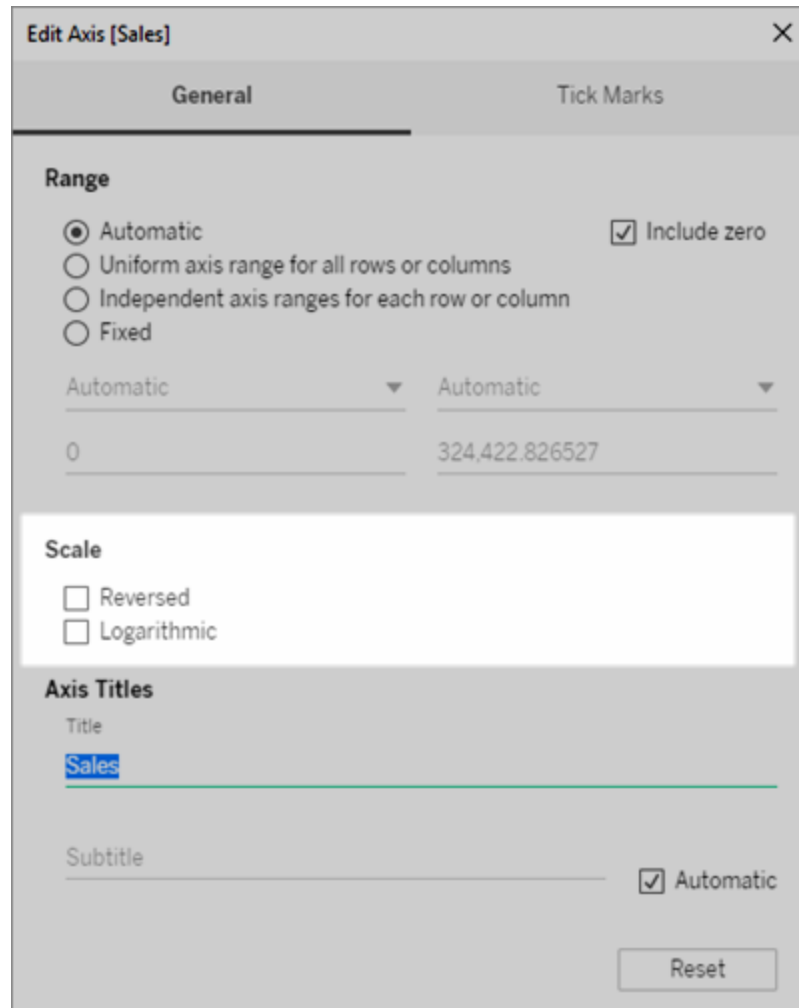 Edit Axis [Sales]
General Tick Marks
Range
Automatic Include zero
Uniform axis range for all rows or columns
Independent axis ranges for each row or column
Fixed
Automatic Automatic
0 324,422.826527
Scale
Reversed
Logarithmic
Axis Titles
Title
Sales
Subtitle
Automatic
Reset